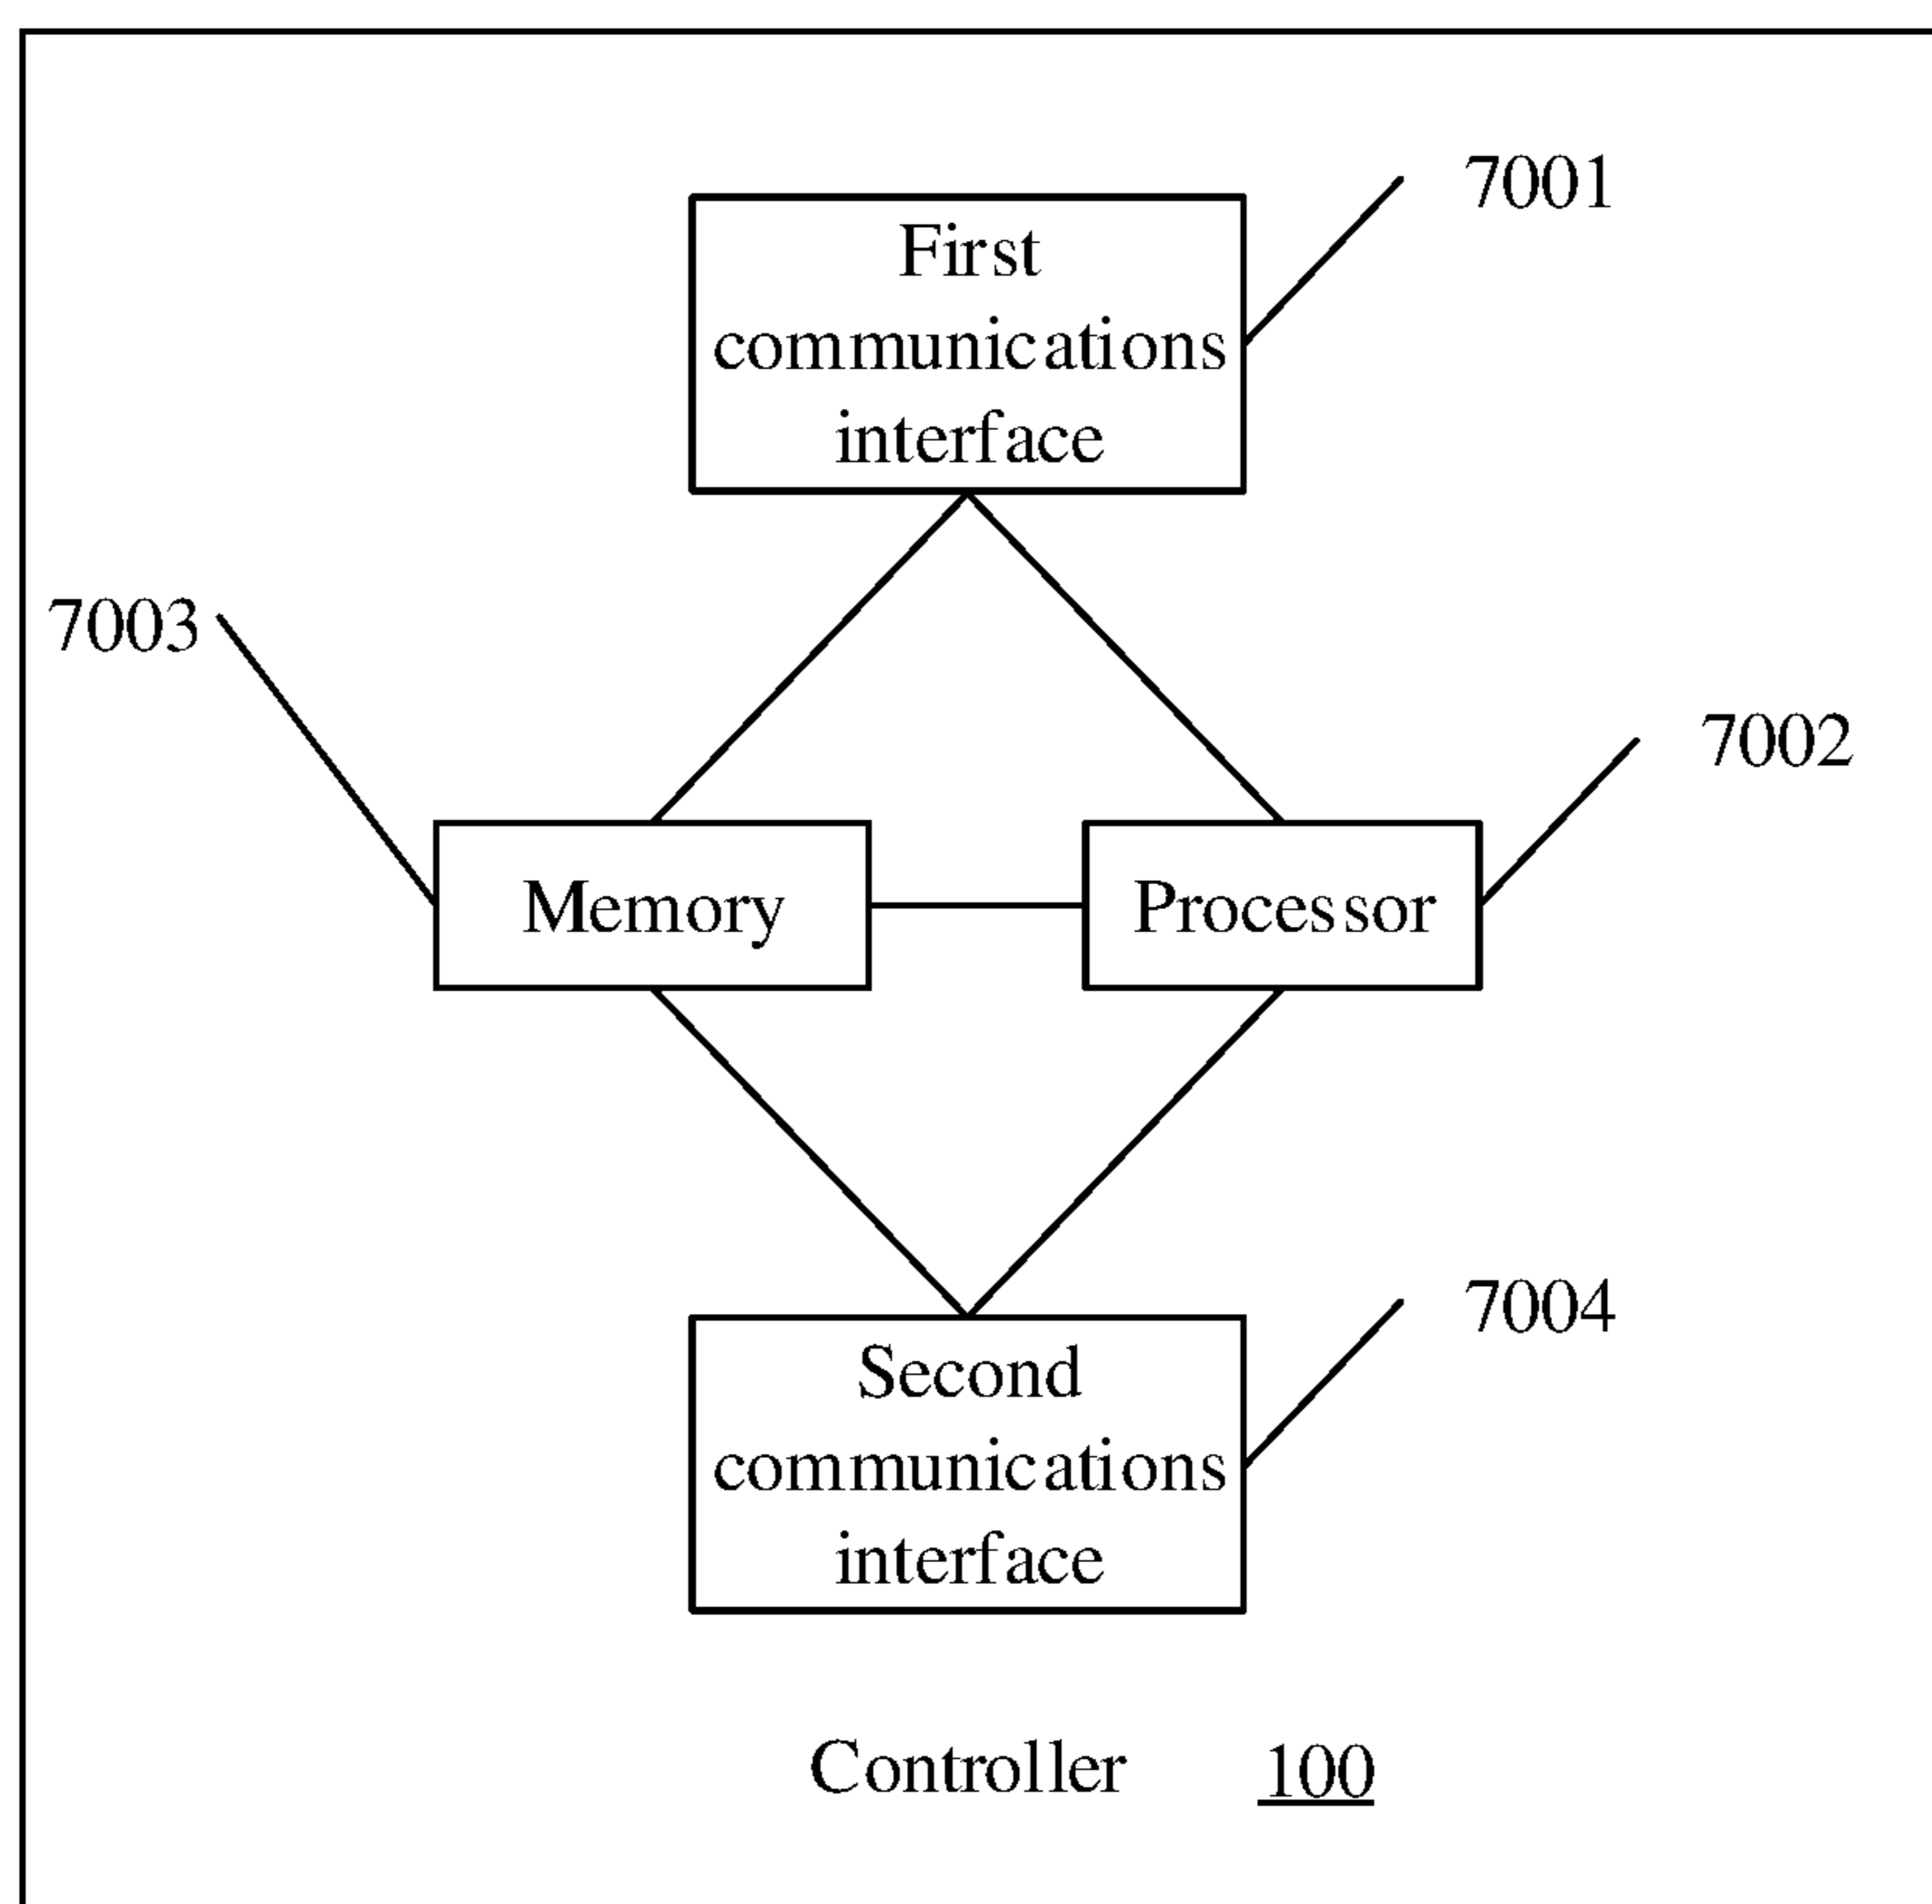 7001
First
communications
interface
7003
7002
Memory
Processor
7004
Second
communications
interface
Controller 100